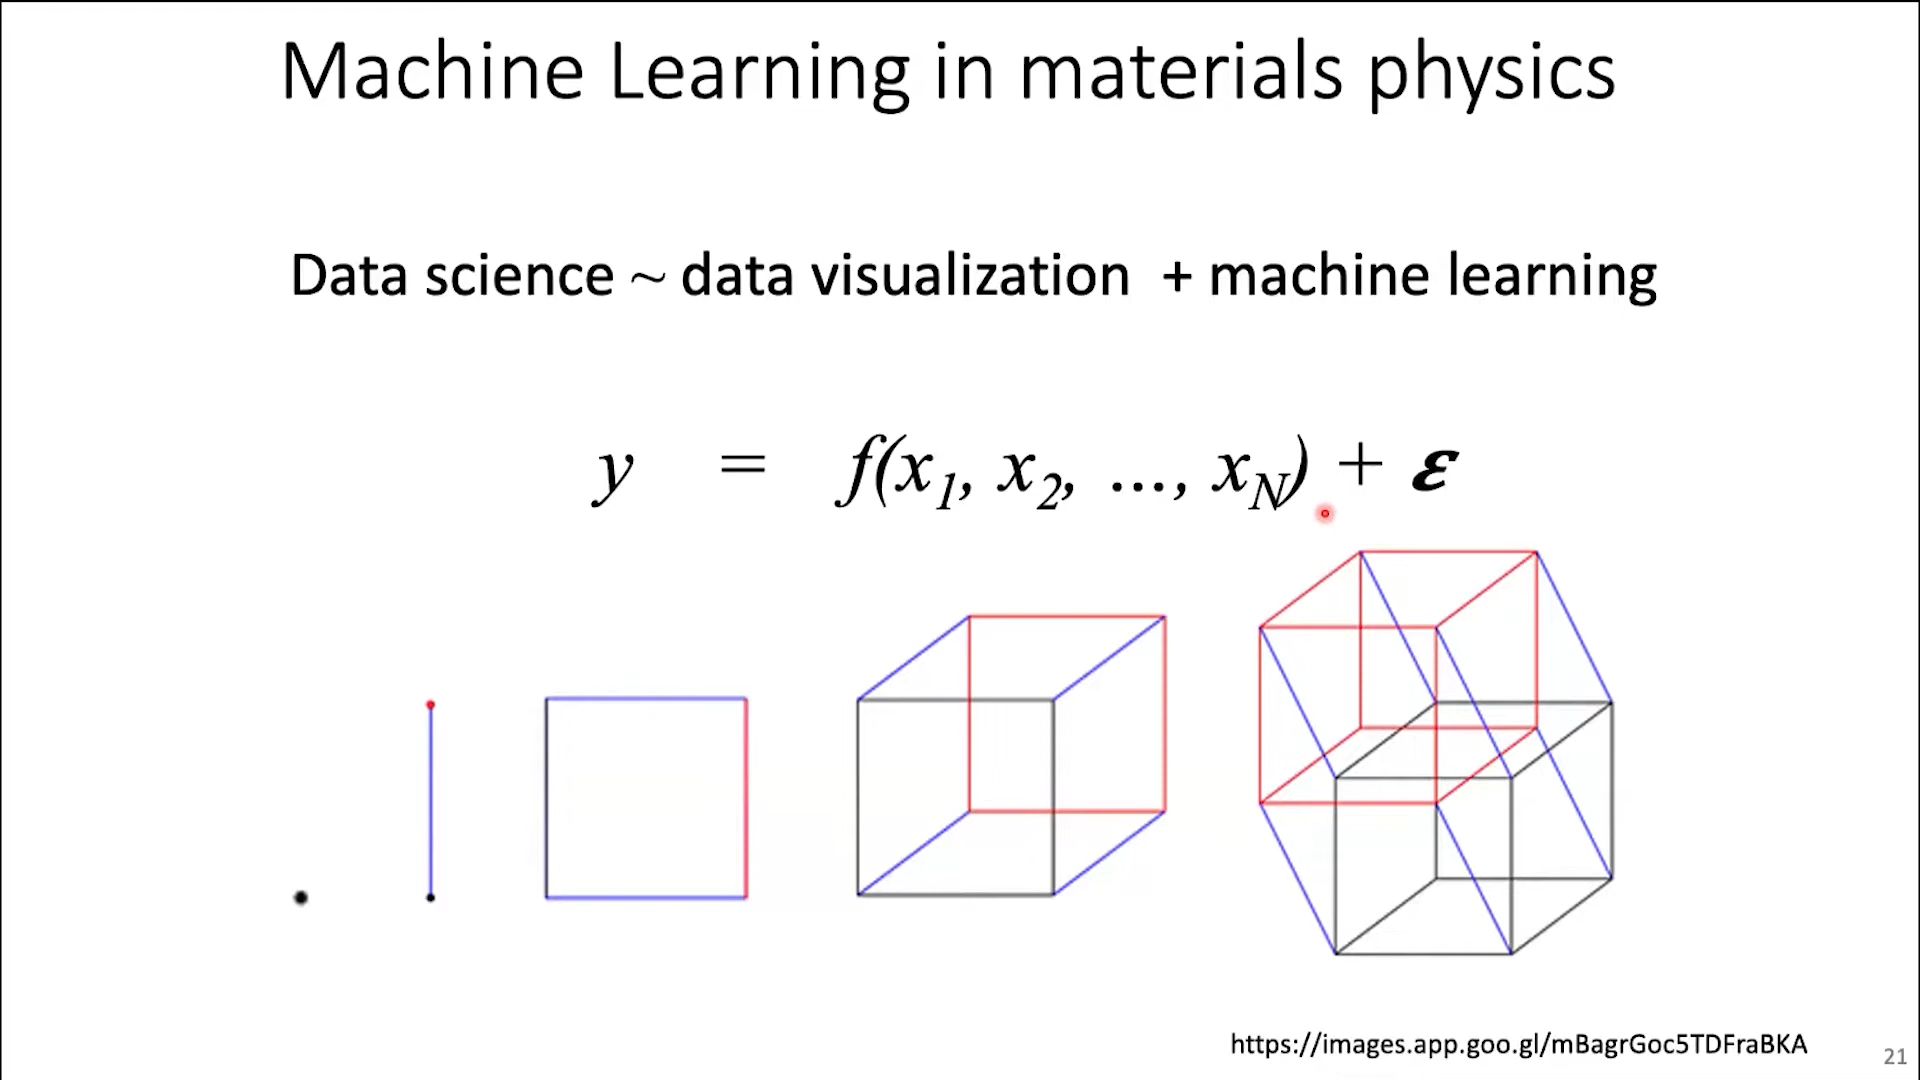 Machine Learning in materials physics
Data science ~ data visualization + machine learning
y = f(x1, x2, ..., xN) + ε
https://images.app.goo.gl/mBagrGoc5TDFraBKA
21